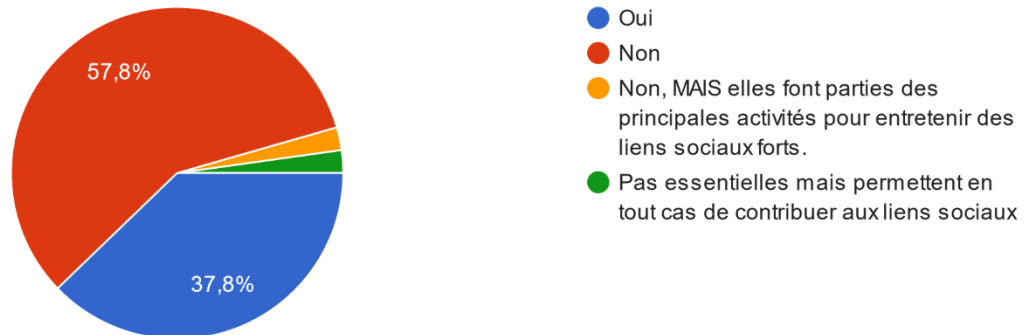 57,8%
37,8%
Oui
Non
Non, MAIS elles font parties des
principales activités pour entretenir des
liens sociaux forts.
Pas essentielles mais permettent en
tout cas de contribuer aux liens sociaux